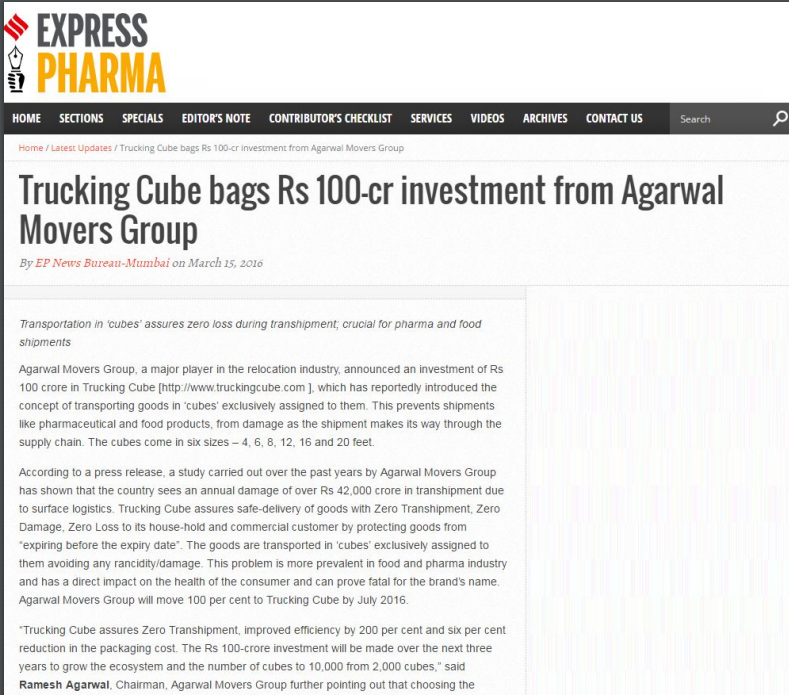 EXPRESS
PHARMA
HOME SECTIONS SPECIALS EDITOR'S NOTE CONTRIBUTOR'S CHECKLIST SERVICES VIDEOS ARCHIVES CONTACT US Search
Home / Latest Updates / Trucking Cube bags Rs 100-cr investment from Agarwal Movers Group
Trucking Cube bags Rs 100-cr investment from Agarwal
Movers Group
By EP News Bureau-Mumbai on March 15, 2016
Transportation in 'cubes' assures zero loss during transhipment; crucial for pharma and food
shipments
Agarwal Movers Group, a major player in the relocation industry, announced an investment of Rs
100 crore in Trucking Cube [http://www.truckingcube.com ], which has reportedly introduced the
concept of transporting goods in 'cubes' exclusively assigned to them. This prevents shipments
like pharmaceutical and food products, from damage as the shipment makes its way through the
supply chain. The cubes come in six sizes – 4, 6, 8, 12, 16 and 20 feet.
According to a press release, a study carried out over the past years by Agarwal Movers Group
has shown that the country sees an annual damage of over Rs 42,000 crore in transhipment due
to surface logistics. Trucking Cube assures safe-delivery of goods with Zero Transhipment, Zero
Damage, Zero Loss to its house-hold and commercial customer by protecting goods from
“expiring before the expiry date”. The goods are transported in 'cubes' exclusively assigned to
them avoiding any rancidity/damage. This problem is more prevalent in food and pharma industry
and has a direct impact on the health of the consumer and can prove fatal for the brand's name.
Agarwal Movers Group will move 100 per cent to Trucking Cube by July 2016.
“Trucking Cube assures Zero Transhipment, improved efficiency by 200 per cent and six per cent
reduction in the packaging cost. The Rs 100-crore investment will be made over the next three
years to grow the ecosystem and the number of cubes to 10,000 from 2,000 cubes,” said
Ramesh Agarwal, Chairman, Agarwal Movers Group further pointing out that choosing the